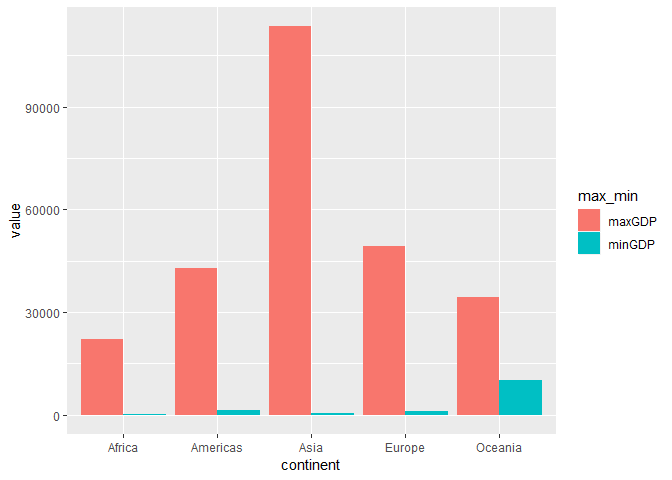 90000
60000
30000
0
value
Africa Americas Asia Europe Oceania
continent
max_min
maxGDP
minGDP